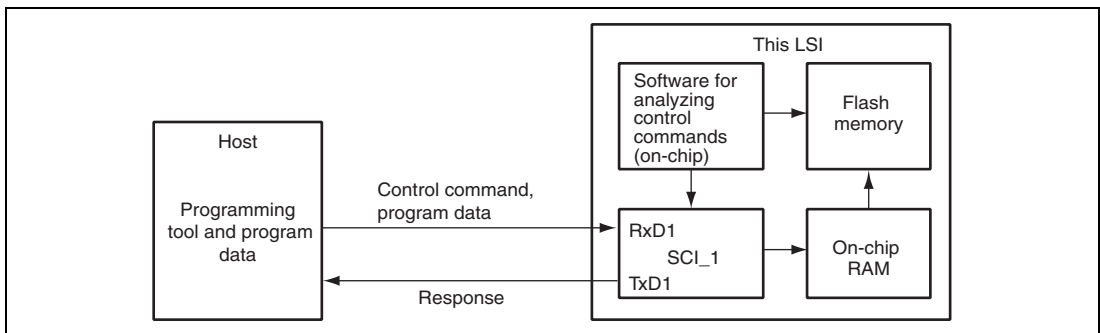 This LSI
Software for
analyzing
control
commands
(on-chip)
Flash
memory
Host
Programming
tool and program
data
Control command,
program data
Response
RxD1
SCI_1
TxD1
On-chip
RAM